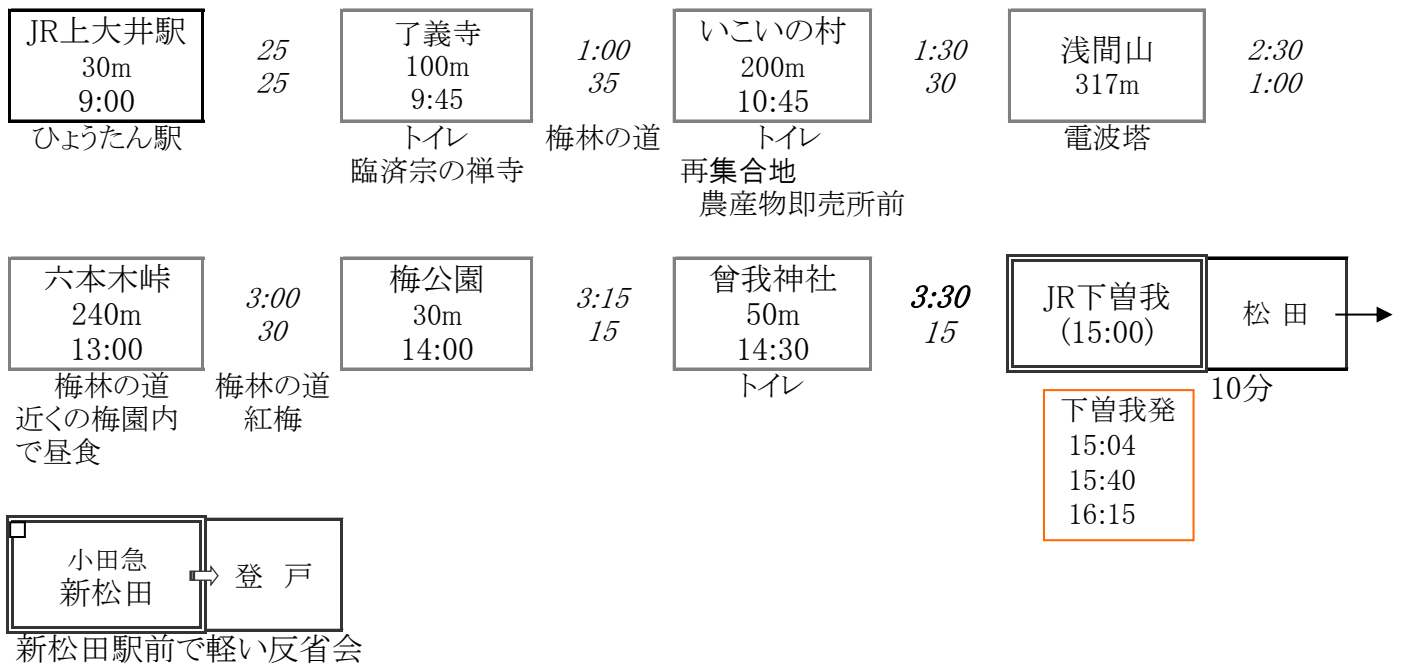 JR上大井駅
30m
9:00
ひょうたん駅
25
25
了義寺
100m
9:45
トイレ
臨済宗の禅寺
1:00
35
梅林の道
いこいの村
200m
10:45
トイレ
再集合地
農産物即売所前
1:30
30
浅間山
317m
電波塔
2:30
1:00
六本木峠
240m
13:00
梅林の道
近くの梅園内
で昼食
3:00
30
梅林の道
紅梅
梅公園
30m
14:00
3:15
15
曾我神社
50m
14:30
トイレ
3:30
15
JR下曽我
(15:00)
松 田
10分
下曽我発
15:04
15:40
16:15
小田急
新松田
登 戸
新松田駅前で軽い反省会